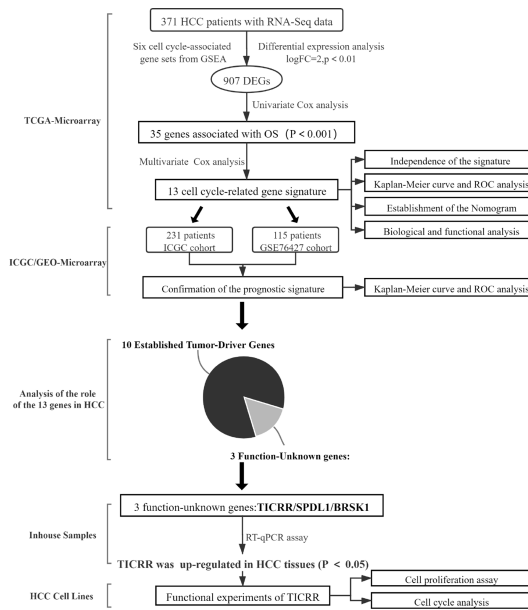 371 HCC patients with RNA-Seq data
Six cell cycle-associated
gene sets from GSEA
Differential expression analysis
logFC=2,p < 0.01
907 DEGs
Univariate Cox analysis
TCGA-Microarray
35 genes associated with OS (P < 0.001)
Multivariate Cox analysis
13 cell cycle-related gene signature
Independence of the signature
Kaplan-Meier curve and ROC analysis
Establishment of the Nomogram
Biological and functional analysis
ICGC/GEO-Microarray
231 patients
ICGC cohort
115 patients
GSE76427 cohort
Confirmation of the prognostic signature
Kaplan-Meier curve and ROC analysis
10 Established Tumor-Driver Genes
Analysis of the role
of the 13 genes in HCC
3 Function-Unknown genes:
3 function-unknown genes:TICRR/SPDL1/BRSK1
Inhouse Samples
RT-qPCR assay
TICRR was up-regulated in HCC tissues (P < 0.05)
HCC Cell Lines
Functional experiments of TICRR
Cell proliferation assay
Cell cycle analysis